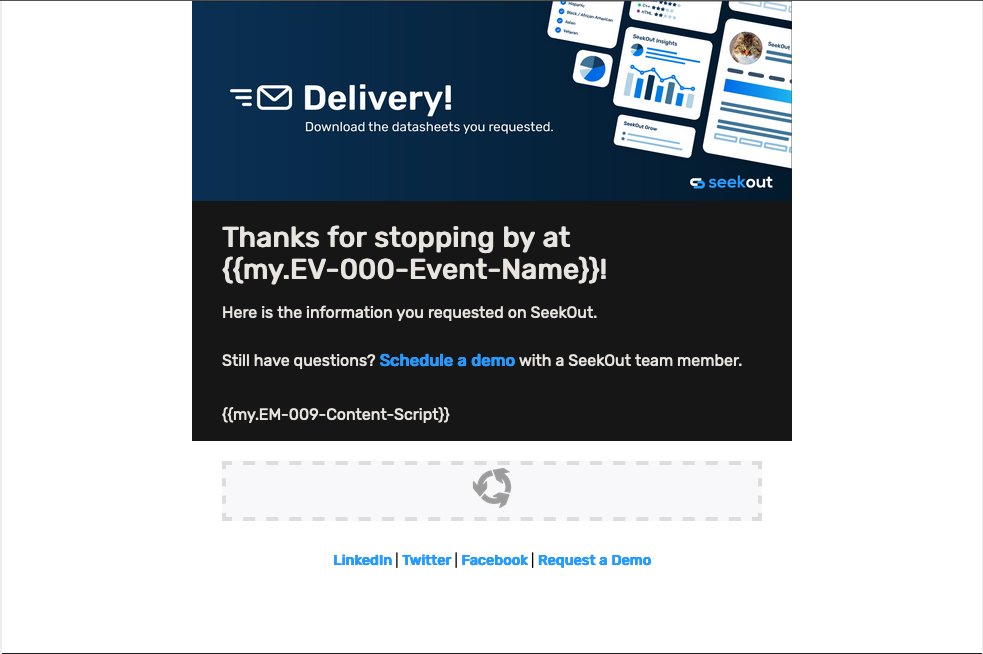 Hispanic
Black / African American
Asian
Veteran
C++
HTML
SeekOut Insights
SeekOut
SeekOut Grow
Delivery!
Download the datasheets you requested.
seekout
Thanks for stopping by at
{{my.EV-000-Event-Name}}!
Here is the information you requested on SeekOut.
Still have questions? Schedule a demo with a SeekOut team member.
{{my.EM-009-Content-Script}}
LinkedIn | Twitter | Facebook | Request a Demo